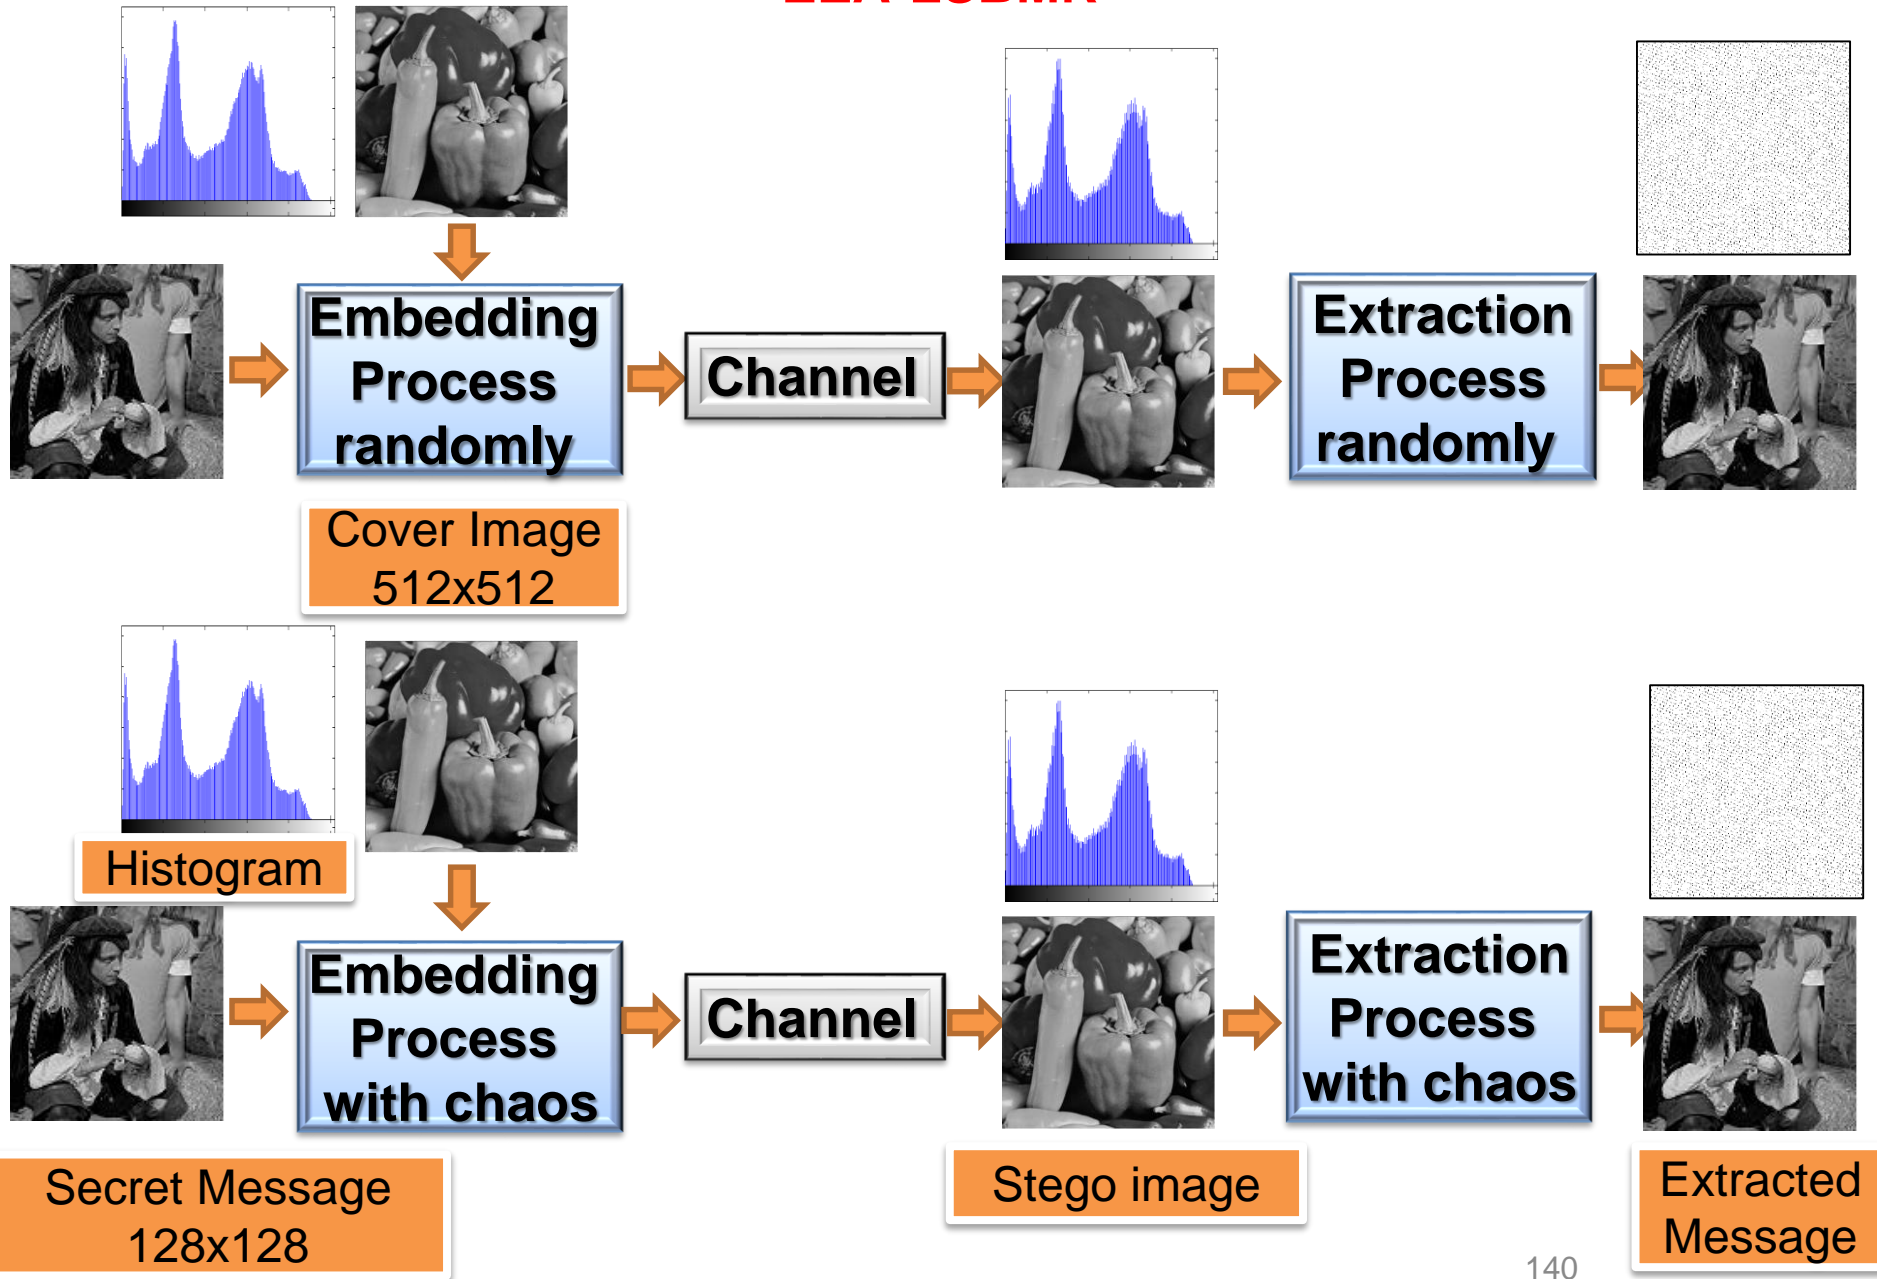 Embedding
Process
randomly
Channel
Extraction
Process
randomly
Cover Image
512x512
Histogram
Embedding
Process
with chaos
Channel
Extraction
Process
with chaos
Secret Message
128x128
Stego image
Extracted
Message
140